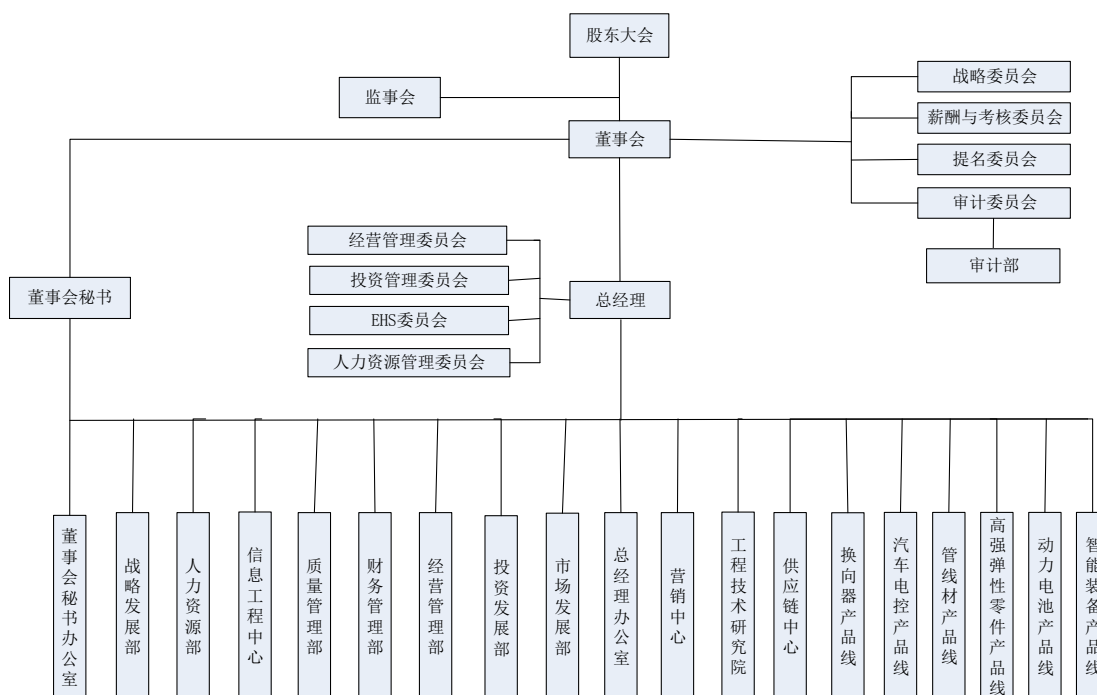 股东大会
监事会
董事会
战略委员会
薪酬与考核委员会
提名委员会
审计委员会
审计部
经营管理委员会
投资管理委员会
EHS委员会
人力资源管理委员会
董事会秘书
总经理
董事会秘书办公室
战略发展部
人力资源部
信息工程中心
质量管理部
财务管理部
经营管理部
投资发展部
市场发展部
总经理办公室
营销中心
工程技术研究院
供应链中心
换向器产品线
汽车电控产品线
管线材产品线
高强弹性零件产品线
动力电池产品线
智能装备产品线